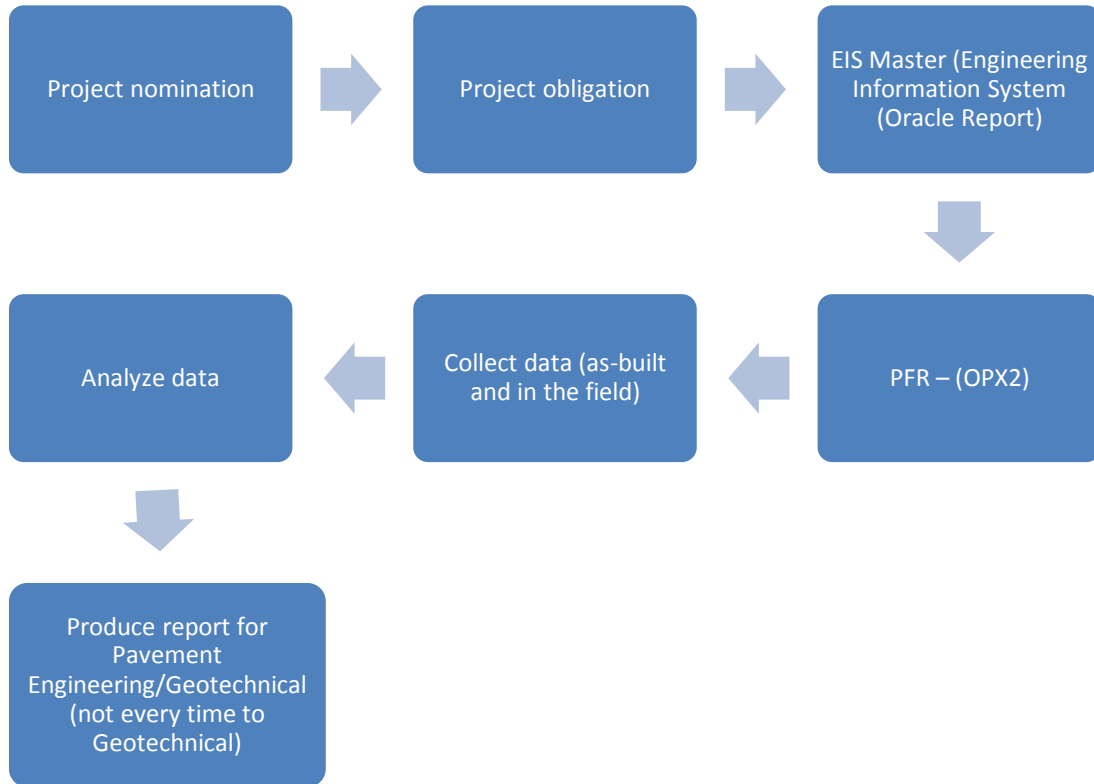 Project nomination
Project obligation
EIS Master (Engineering
Information System
(Oracle Report)
PFR – (OPX2)
Collect data (as-built
and in the field)
Analyze data
Produce report for
Pavement
Engineering/Geotechnical
(not every time to
Geotechnical)